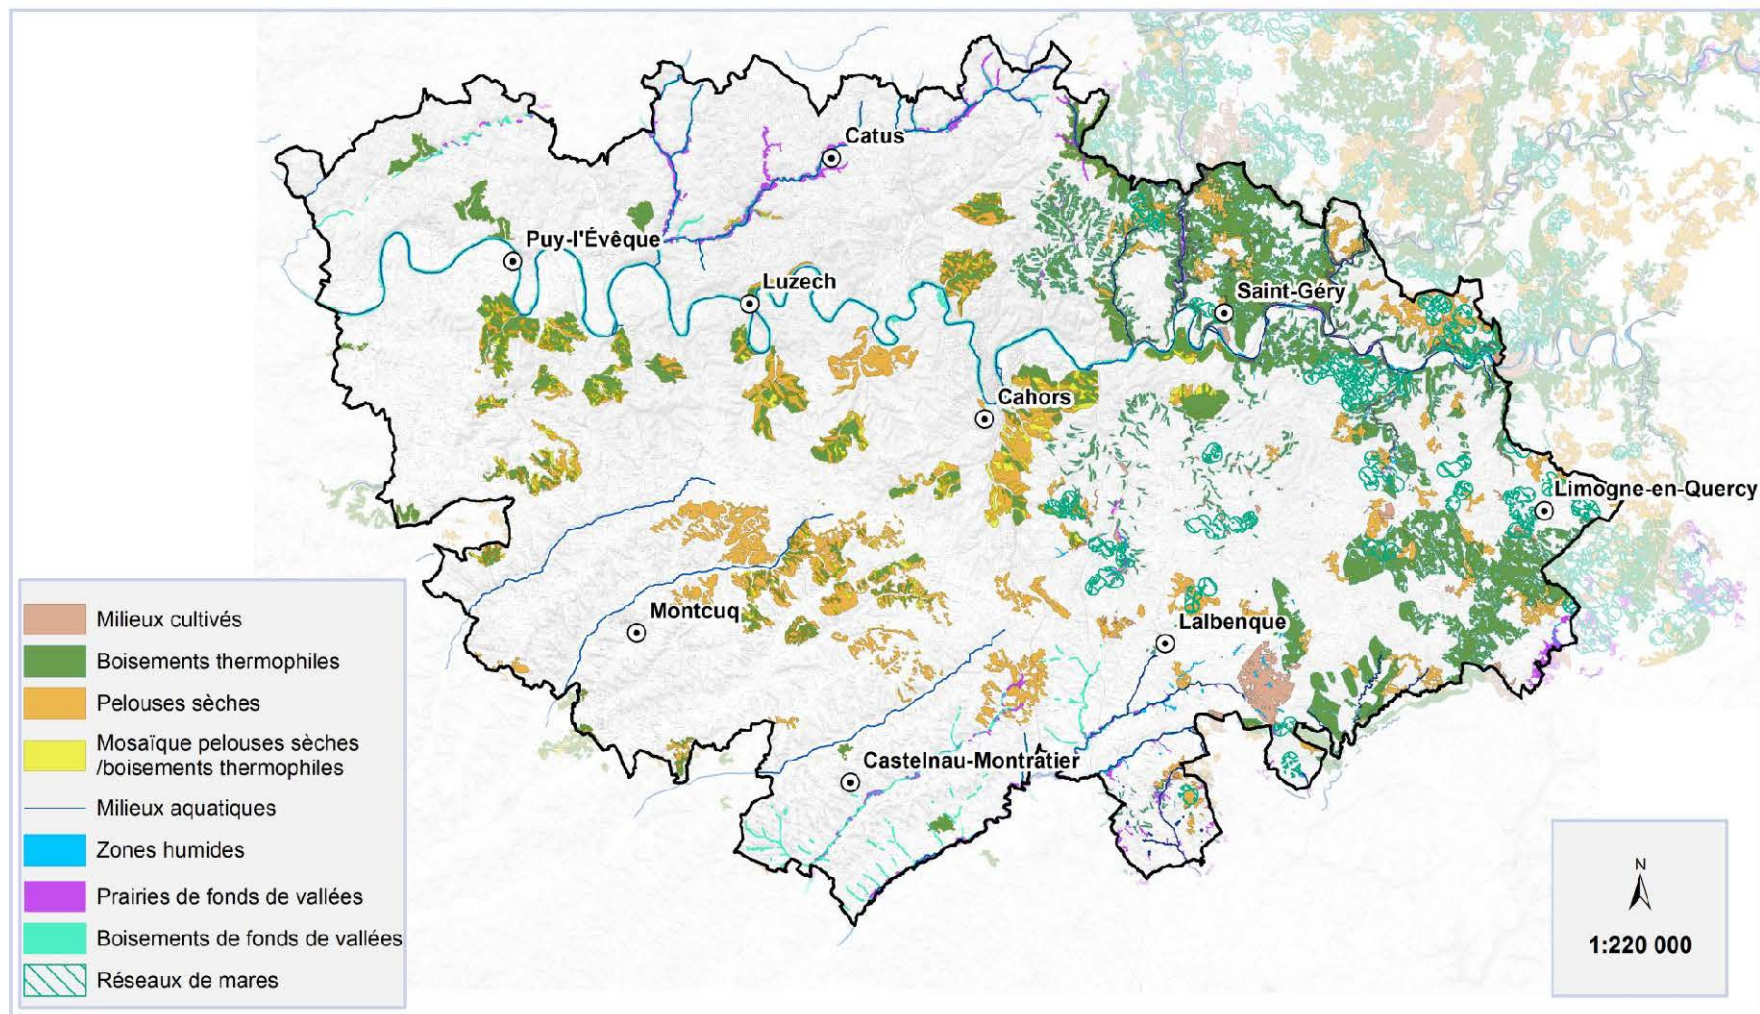 Catus
Puy-l'Évêque
Luzech
Saint-Géry
Cahors
Limogne-en-Quercy
Montcuq
Lalbenque
Castelnau-Montratier
Milieux cultivés
Boisements thermophiles
Pelouses sèches
Mosaïque pelouses sèches
/boisements thermophiles
Milieux aquatiques
Zones humides
Prairies de fonds de vallées
Boisements de fonds de vallées
Réseaux de mares
N
1:220 000